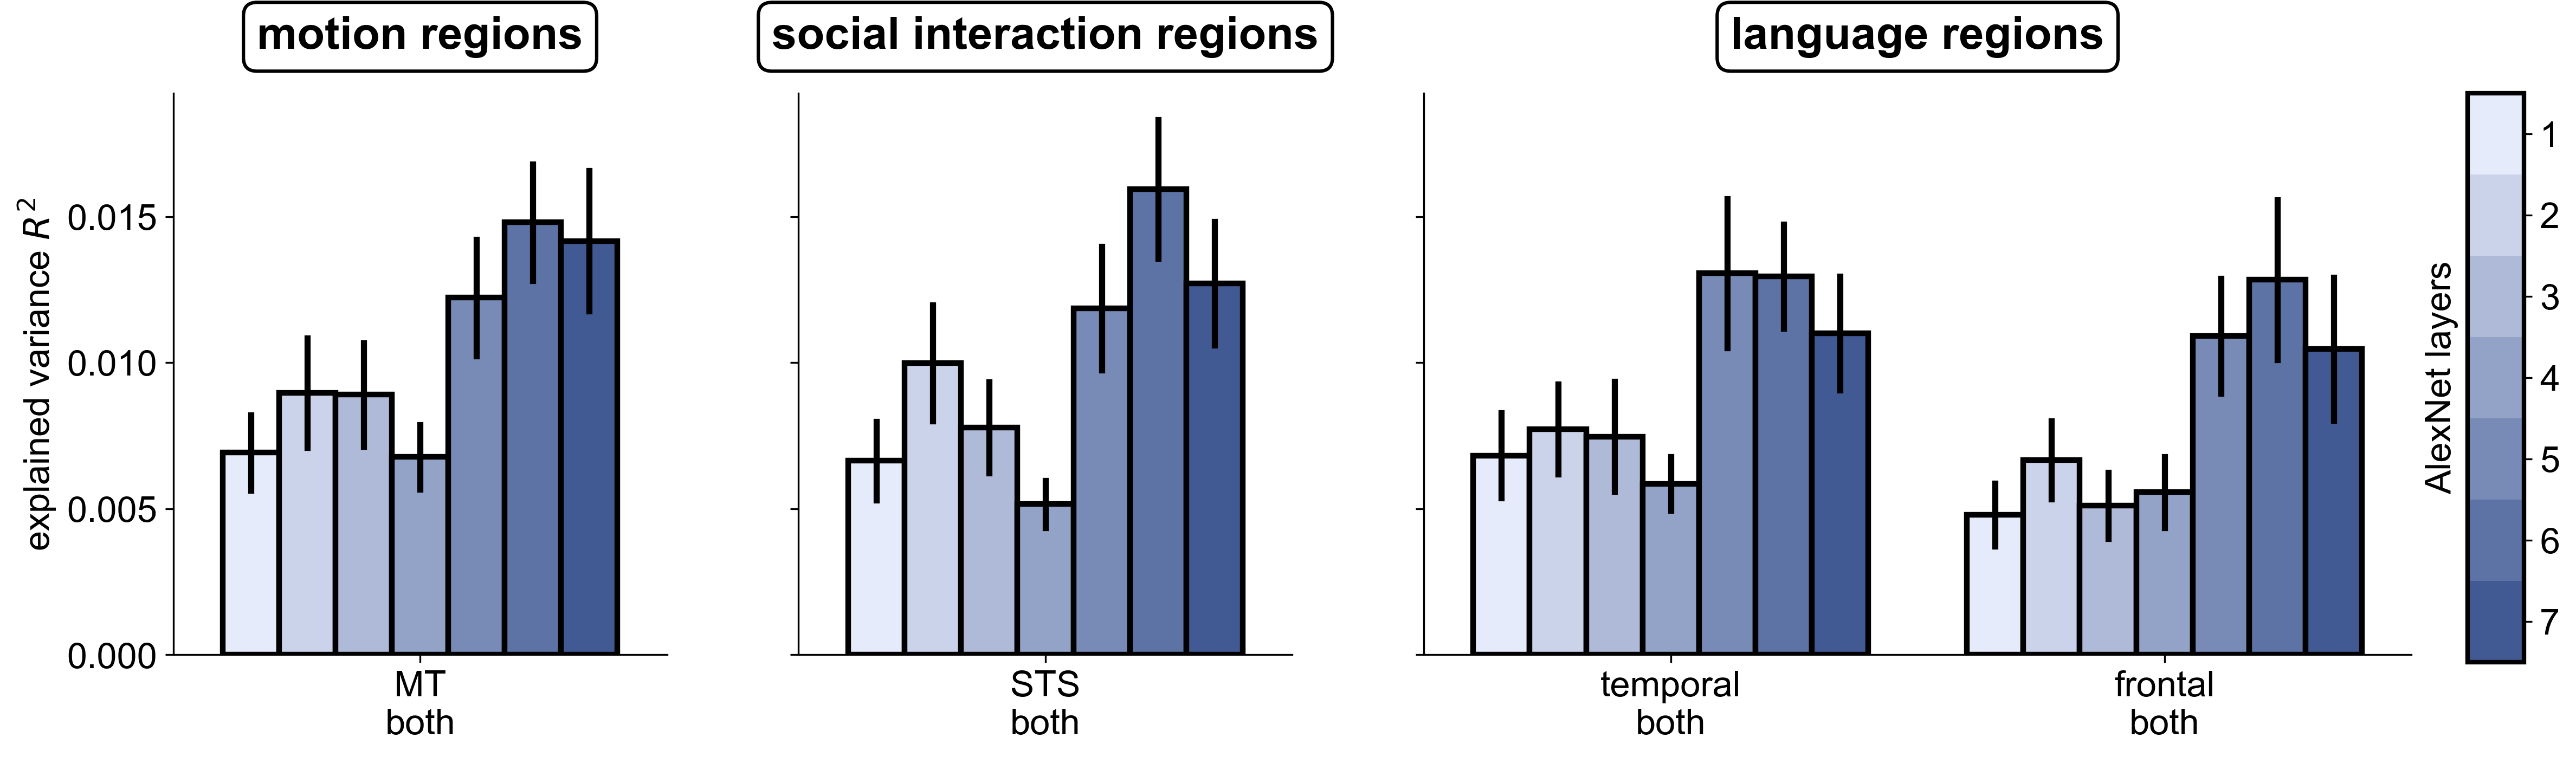 motion regions
social interaction regions
language regions
explained variance R²
0.015
0.010
0.005
0.000
MT
both
STS
both
temporal
both
frontal
both
AlexNet layers
1
2
3
4
5
6
7